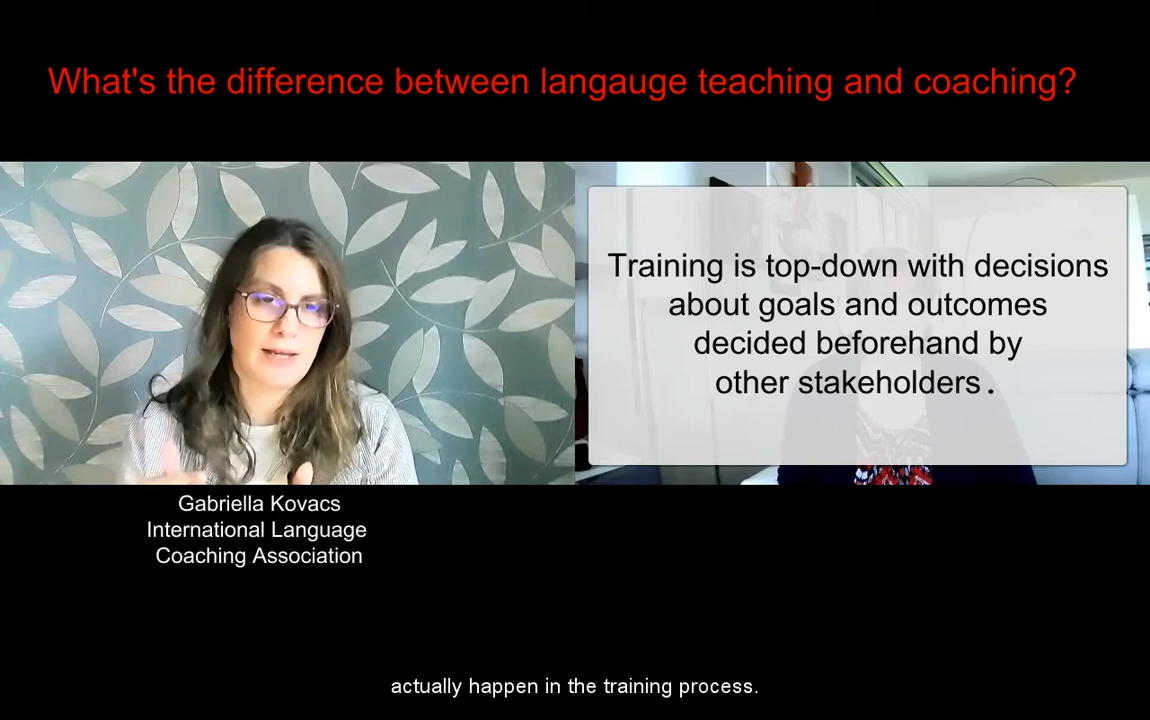 What's the difference between langauge teaching and coaching?
Training is top-down with decisions
about goals and outcomes
decided beforehand by
other stakeholders.
Gabriella Kovacs
International Language
Coaching Association
actually happen in the training process.